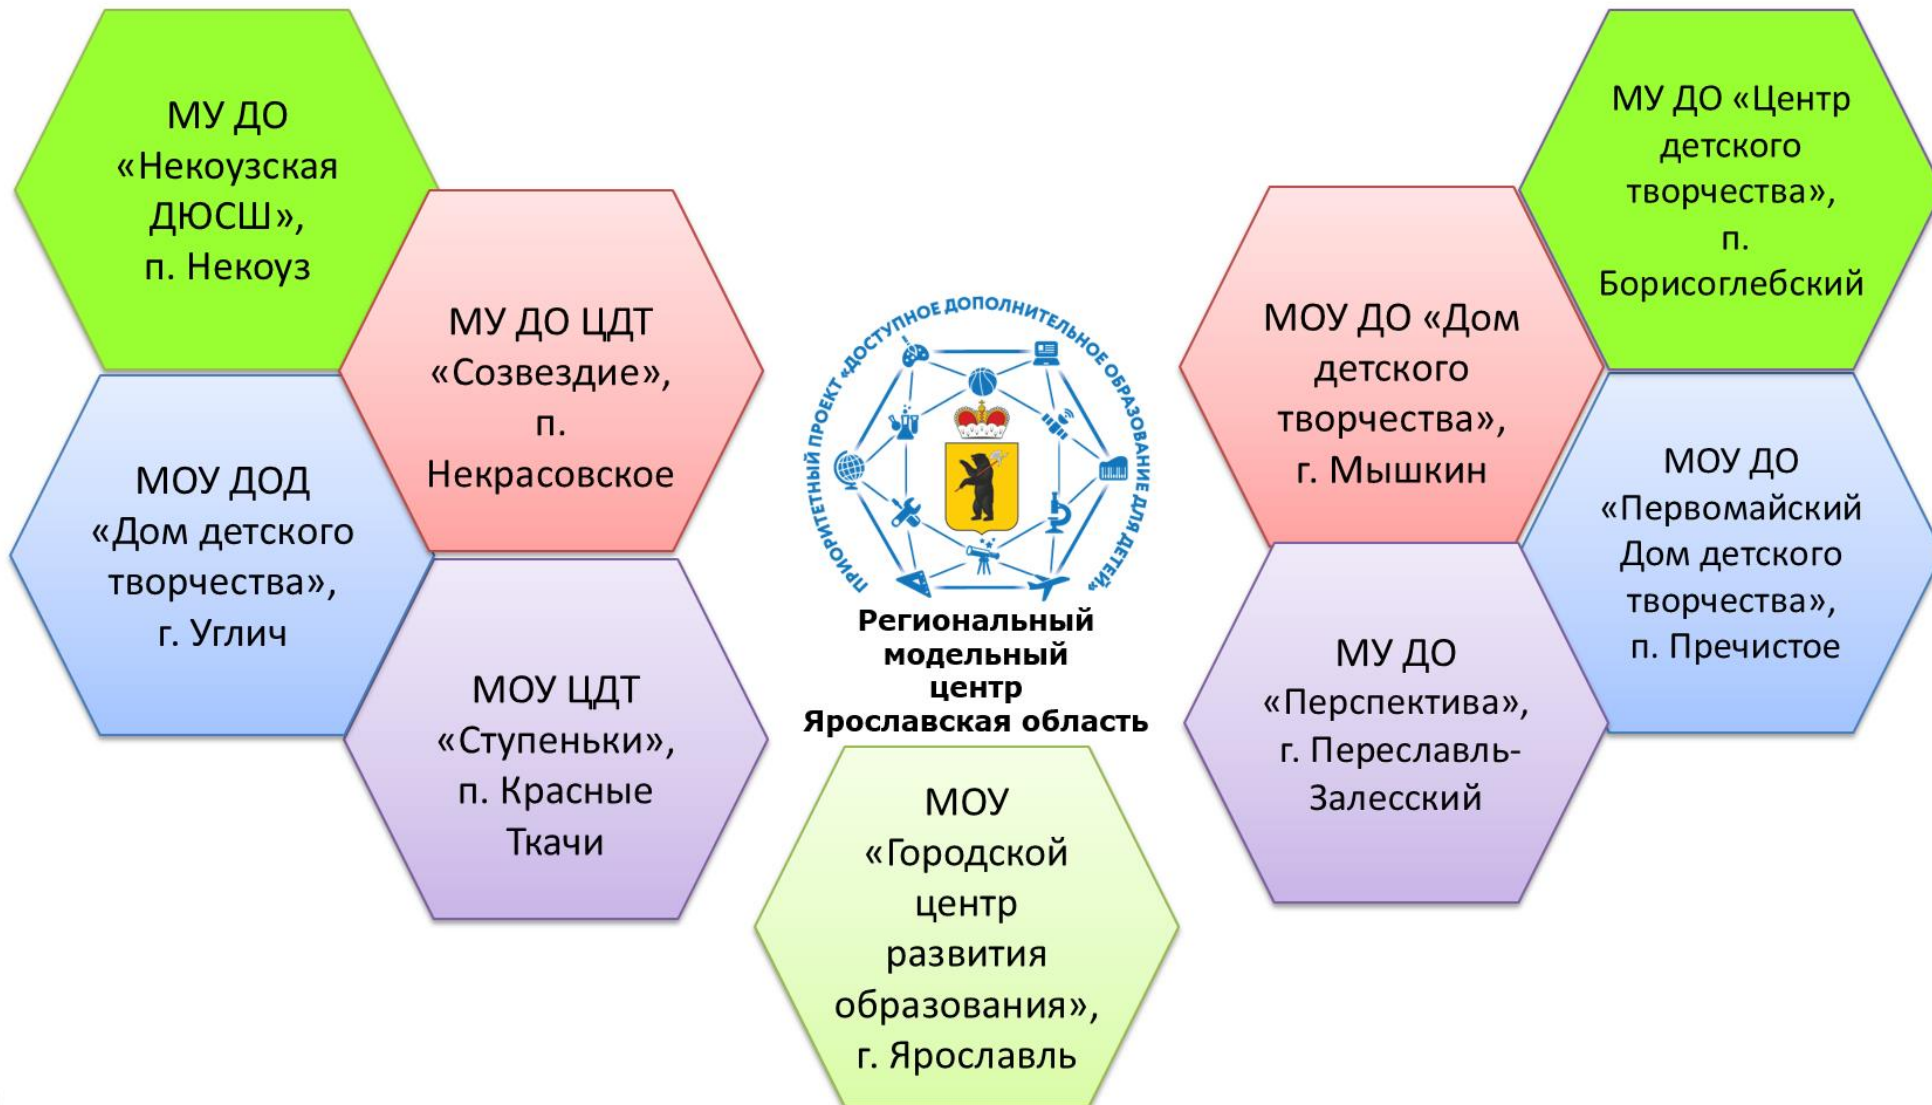 МУ ДО
«Некоузская
ДЮСШ»,
п. Некоуз
МУ ДО ЦДТ
«Созвездие»,
п.
Некрасовское
МОУ ДОД
«Дом детского
творчества»,
г. Углич
МОУ ЦДТ
«Ступеньки»,
п. Красные
Ткачи
ПРИОРИТЕТНЫЙ ПРОЕКТ «ДОСТУПНОЕ ДОПОЛНИТЕЛЬНОЕ ОБРАЗОВАНИЕ ДЛЯ ДЕТЕЙ»
Региональный
модельный
центр
Ярославская область
МОУ
«Городской
центр
развития
образования»,
г. Ярославль
МОУ ДО «Дом
детского
творчества»,
г. Мышкин
МУ ДО «Центр
детского
творчества»,
п.
Борисоглебский
МУ ДО
«Перспектива»,
г. Переславль-
Залесский
МОУ ДО
«Первомайский
Дом детского
творчества»,
п. Пречистое